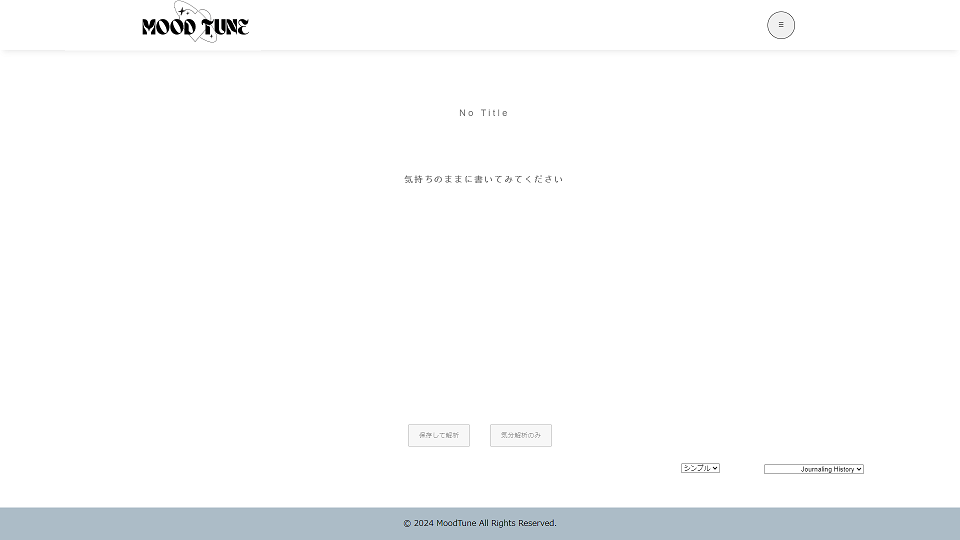 MOOD TUNE
No Title
気持ちのままに書いてみてください
保存して解析
気分解析のみ
シンプル
Journaling History
© 2024 MoodTune All Rights Reserved.